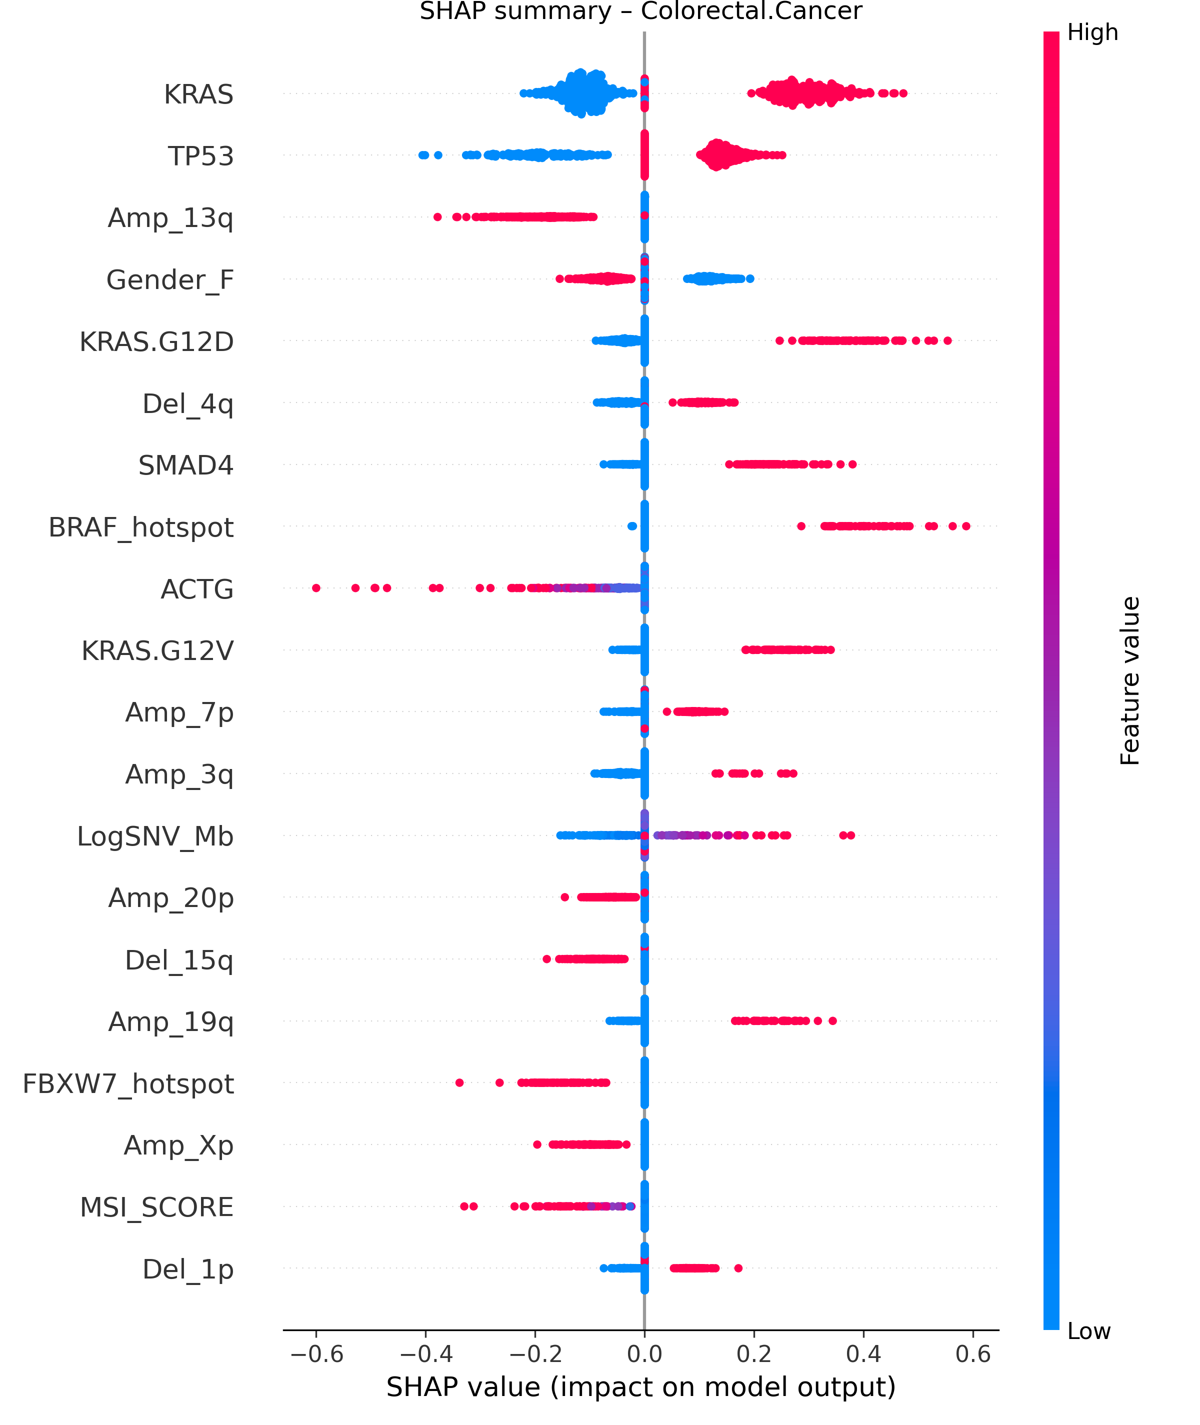 SHAP summary – Colorectal.Cancer
High
KRAS
TP53
Amp_13q
Gender_F
KRAS.G12D
Del_4q
SMAD4
BRAF_hotspot
ACTG
KRAS.G12V
Amp_7p
Amp_3q
LogSNV_Mb
Amp_20p
Del_15q
Amp_19q
FBXW7_hotspot
Amp_Xp
MSI_SCORE
Del_1p
Feature value
Low
−0.6 −0.4 −0.2 0.0 0.2 0.4 0.6
SHAP value (impact on model output)